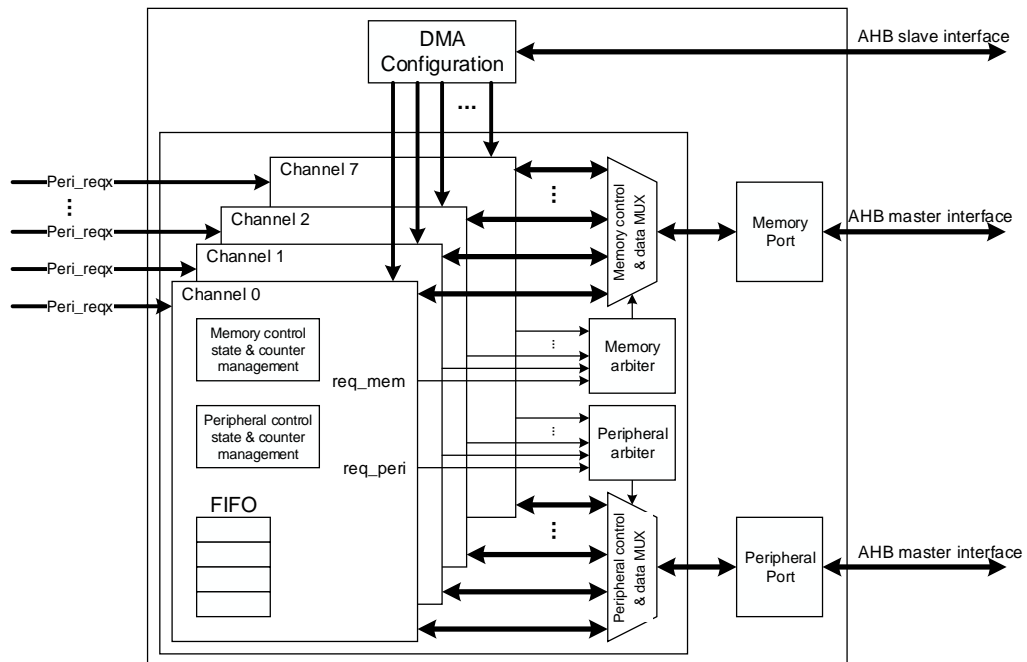 DMA
Configuration
AHB slave interface
...
Channel 7
Peri_reqx
...
Channel 2
Peri_reqx
Channel 1
Peri_reqx
Channel 0
Peri_reqx
...
Memory control
& data MUX
Memory
Port
AHB master interface
Memory control
state & counter
management
req_mem
...
Memory
arbiter
Peripheral control
state & counter
management
req_peri
...
Peripheral
arbiter
FIFO
...
Peripheral control
& data MUX
Peripheral
Port
AHB master interface